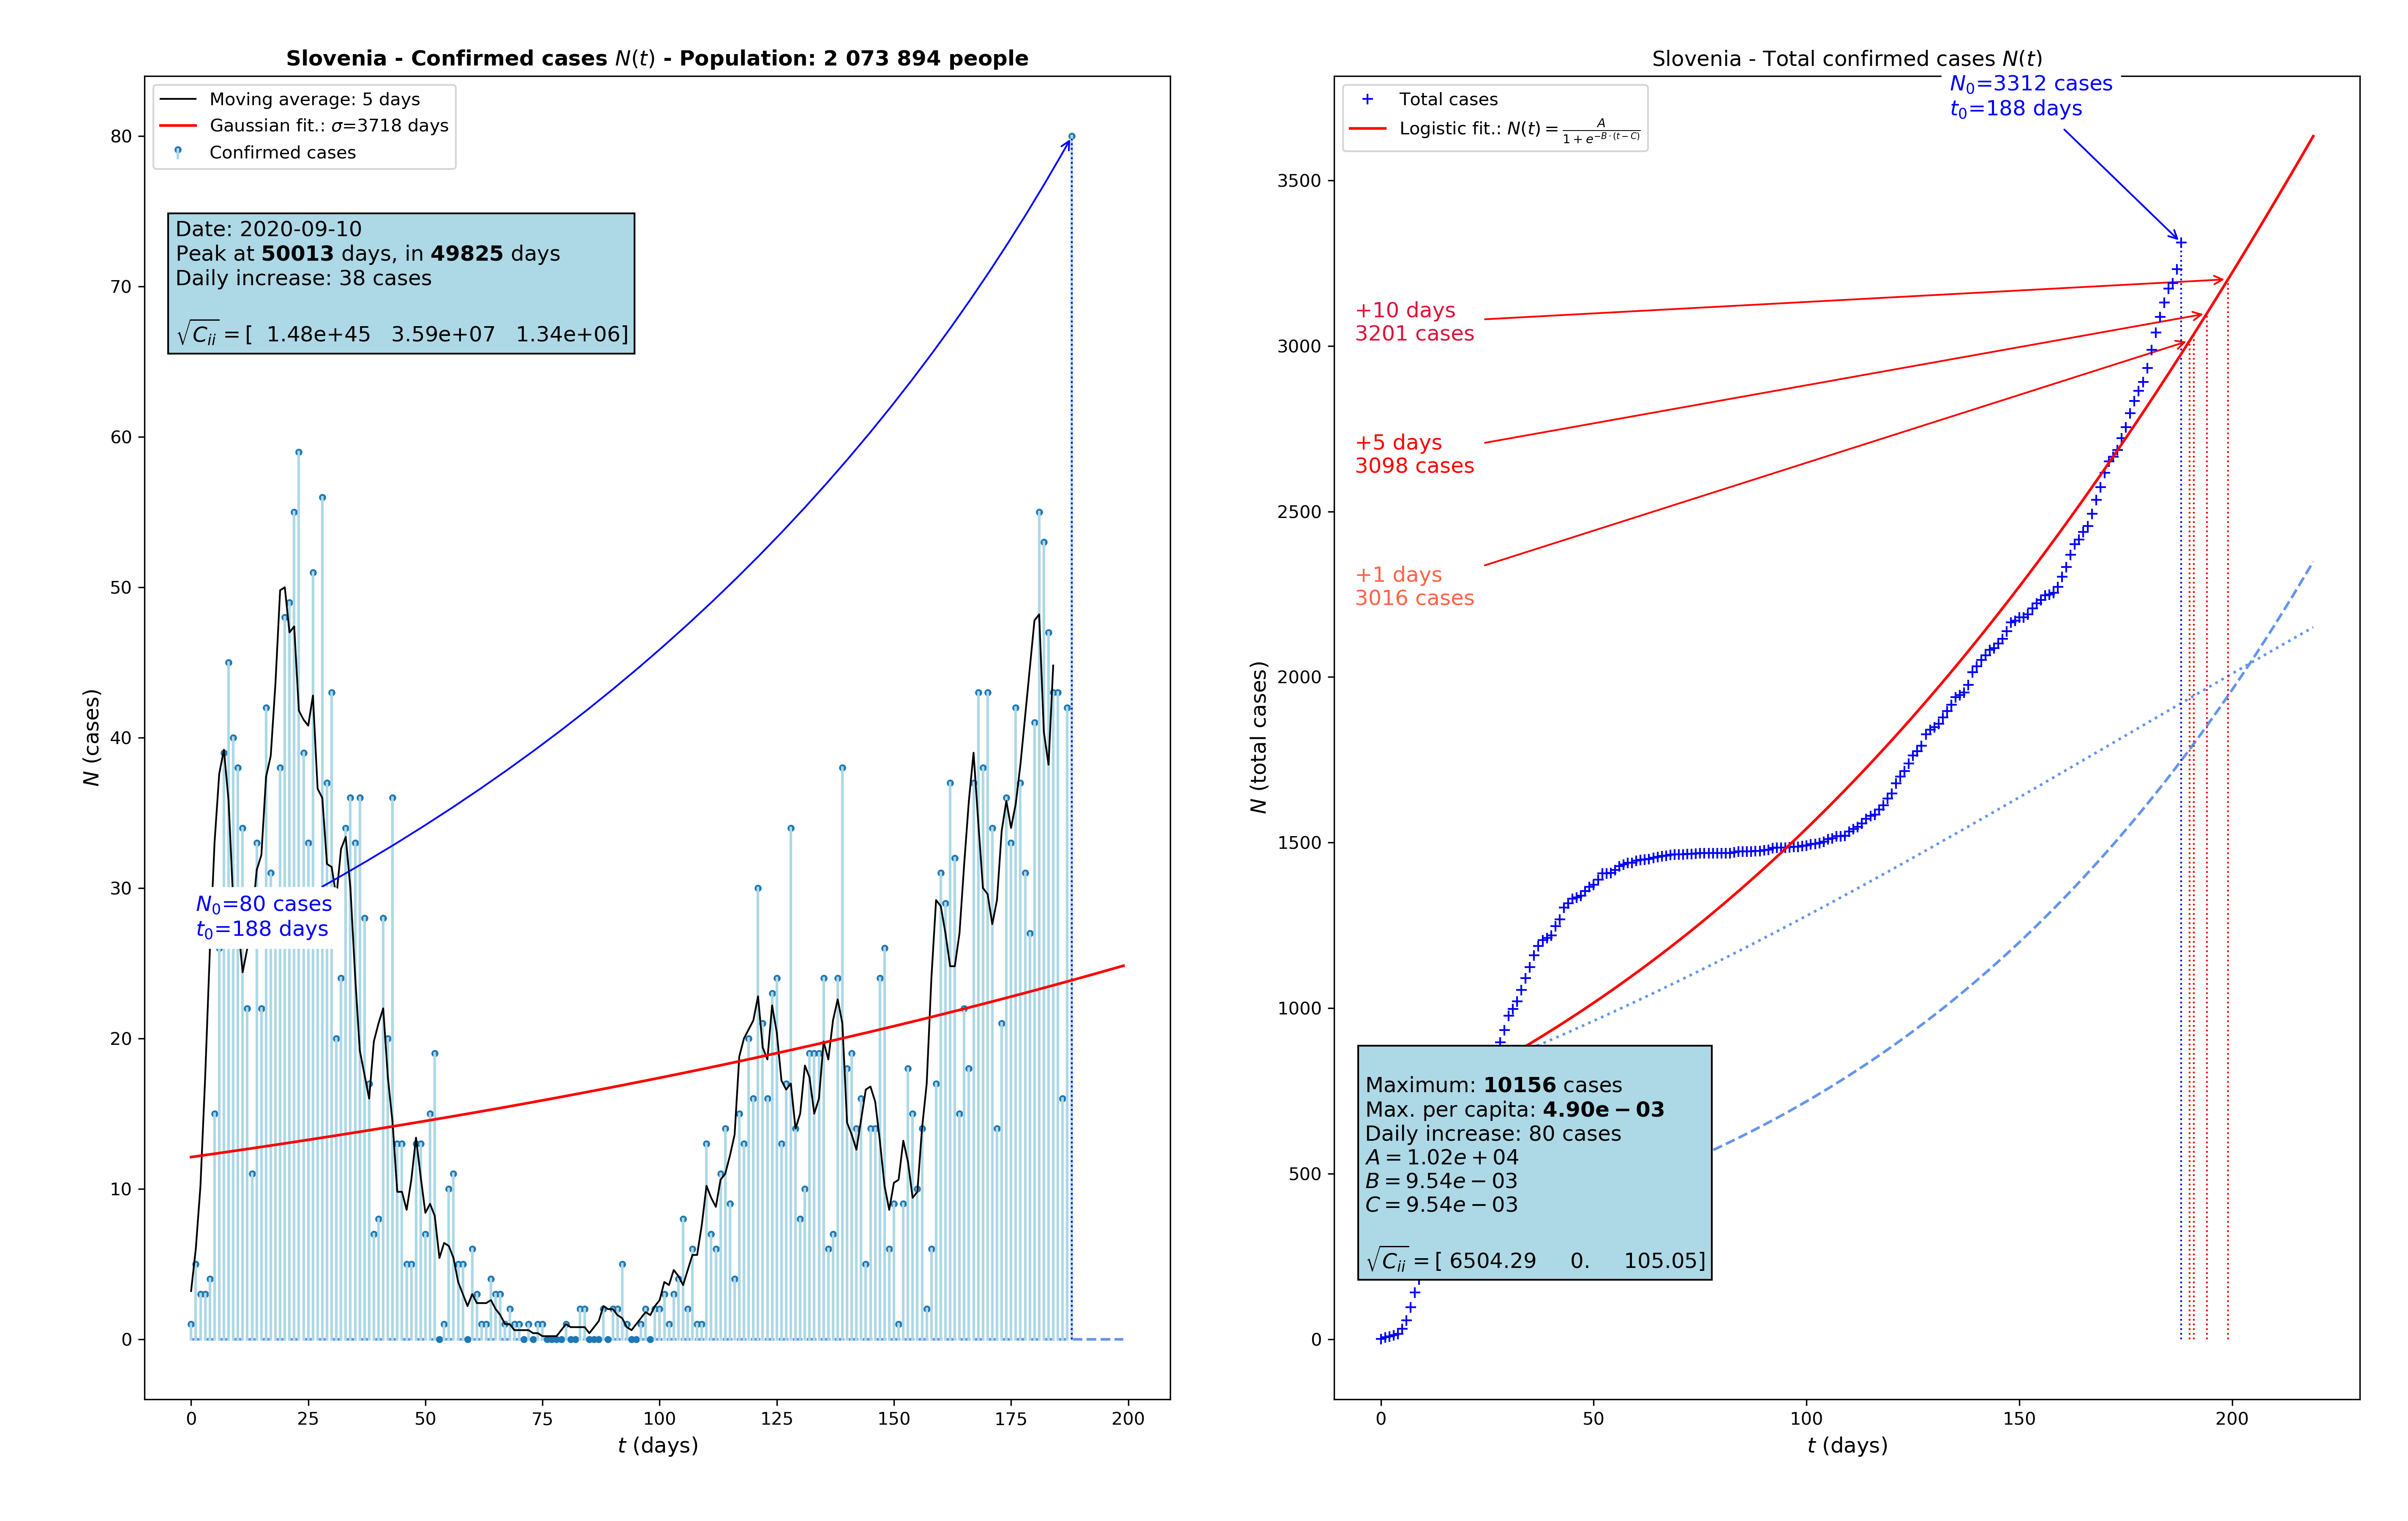 Slovenia - Confirmed cases N(t) - Population: 2 073 894 people
Moving average: 5 days
Gaussian fit.: σ=3718 days
Confirmed cases
Date: 2020-09-10
Peak at 50013 days, in 49825 days
Daily increase: 38 cases
√C_ii = [ 1.48e+45 3.59e+07 1.34e+06]
N_0=80 cases
t_0=188 days
N (cases)
80
70
60
50
40
30
20
10
0
0 25 50 75 100 125 150 175 200
t (days)
Slovenia - Total confirmed cases N(t)
Total cases
Logistic fit.: N(t) = A / (1 + e^{-B·(t-C)})
N_0=3312 cases
t_0=188 days
+10 days
3201 cases
+5 days
3098 cases
+1 days
3016 cases
Maximum: 10156 cases
Max. per capita: 4.90e − 03
Daily increase: 80 cases
A = 1.02e + 04
B = 9.54e − 03
C = 9.54e − 03
√C_ii = [ 6504.29 0. 105.05]
N (total cases)
3500
3000
2500
2000
1500
1000
500
0
0 50 100 150 200
t (days)